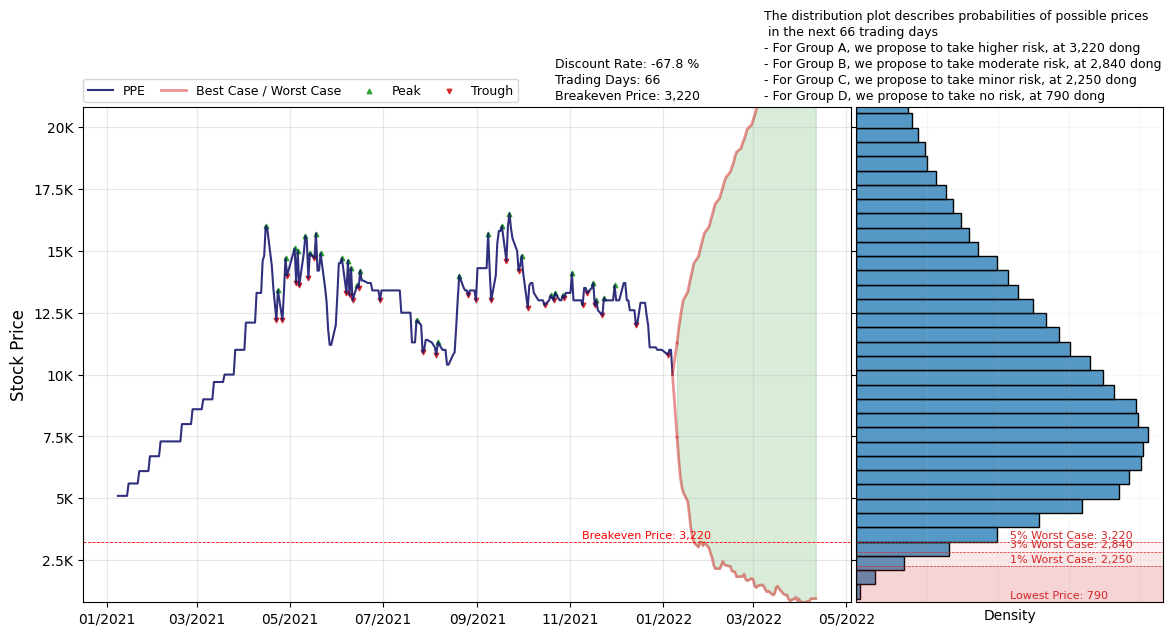 The distribution plot describes probabilities of possible prices
in the next 66 trading days
- For Group A, we propose to take higher risk, at 3,220 dong
- For Group B, we propose to take moderate risk, at 2,840 dong
- For Group C, we propose to take minor risk, at 2,250 dong
- For Group D, we propose to take no risk, at 790 dong
Discount Rate: -67.8 %
Trading Days: 66
Breakeven Price: 3,220
PPE Best Case / Worst Case Peak Trough
Stock Price
20K
17.5K
15K
12.5K
10K
7.5K
5K
2.5K
Breakeven Price: 3,220
5% Worst Case: 3,220
3% Worst Case: 2,840
1% Worst Case: 2,250
Lowest Price: 790
01/2021 03/2021 05/2021 07/2021 09/2021 11/2021 01/2022 03/2022 05/2022
Density